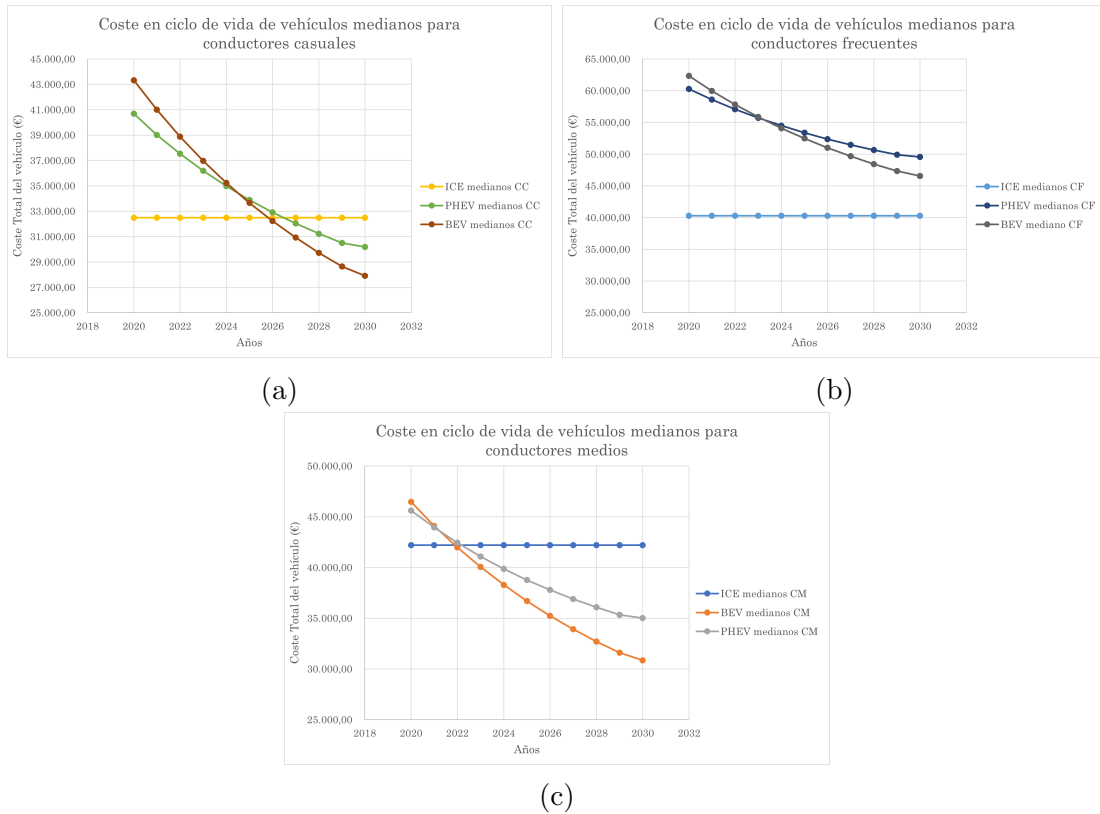 Coste en ciclo de vida de vehículos medianos para
conductores casuales
45.000,00
43.000,00
41.000,00
39.000,00
37.000,00
35.000,00
33.000,00
31.000,00
29.000,00
27.000,00
25.000,00
Coste Total del vehículo (€)
2018 2020 2022 2024 2026 2028 2030 2032
Años
ICE medianos CC
PHEV medianos CC
BEV medianos CC
(a)
Coste en ciclo de vida de vehículos medianos para
conductores frecuentes
65.000,00
60.000,00
55.000,00
50.000,00
45.000,00
40.000,00
35.000,00
30.000,00
25.000,00
Coste Total del vehículo (€)
2018 2020 2022 2024 2026 2028 2030 2032
Años
ICE medianos CF
PHEV medianos CF
BEV mediano CF
(b)
Coste en ciclo de vida de vehículos medianos para
conductores medios
50.000,00
45.000,00
40.000,00
35.000,00
30.000,00
25.000,00
Coste Total del vehículo (€)
2018 2020 2022 2024 2026 2028 2030 2032
Años
ICE medianos CM
BEV medianos CM
PHEV medianos CM
(c)